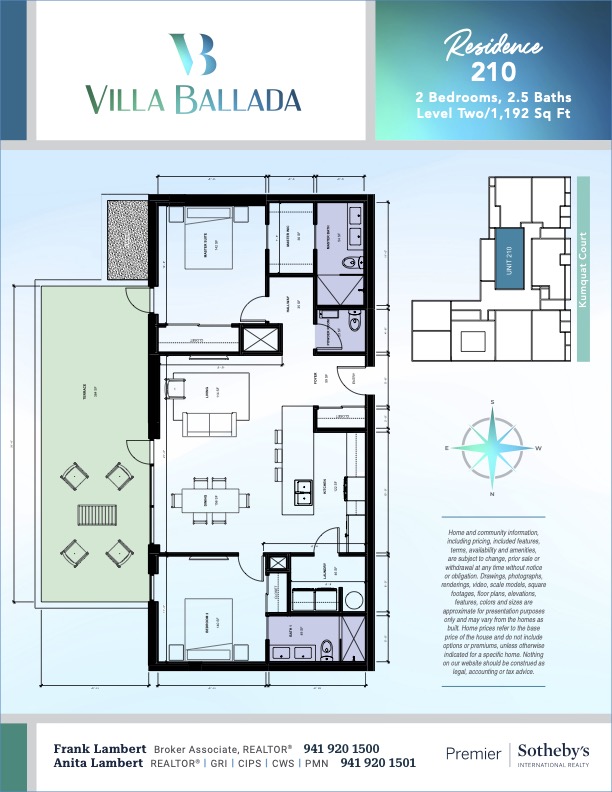 VB
VILLA BALLADA
Residence
210
2 Bedrooms, 2.5 Baths
Level Two/1,192 Sq Ft
MASTER SUITE
MASTER WIC
MASTER BATH
HALLWAY
POWDER ROOM
CLOSET
FOYER
ENTRY
CLOSET
LIVING
TERRACE
DINING
KITCHEN
LAUNDRY
CLOSET
BEDROOM 2
BATH 2
UNIT 210
Kumquat Court
S
E
W
N
Home and community information,
including pricing, included features,
terms, availability and amenities,
are subject to change, prior sale or
withdrawal at any time without notice
or obligation. Drawings, photographs,
renderings, video, scale models, square
footages, floor plans, elevations,
features, colors and sizes are
approximate for presentation purposes
only and may vary from the homes as
built. Home prices refer to the base
price of the house and do not include
options or premiums, unless otherwise
indicated for a specific home. Nothing
on our website should be construed as
legal, accounting or tax advice.
Frank Lambert Broker Associate, REALTOR® 941 920 1500
Anita Lambert REALTOR® | GRI | CIPS | CWS | PMN 941 920 1501
Premier | Sotheby's
INTERNATIONAL REALTY